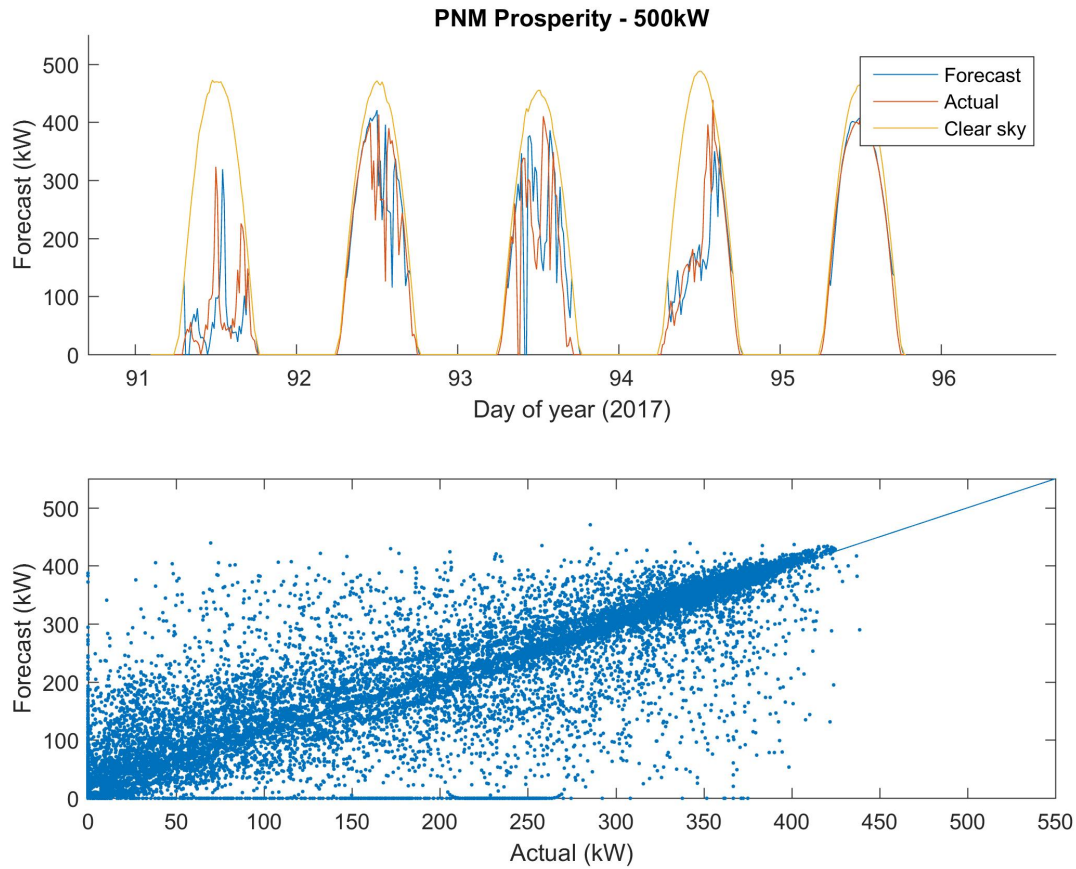 PNM Prosperity - 500kW
500
400
300
200
100
0
Forecast (kW)
Forecast
Actual
Clear sky
91 92 93 94 95 96
Day of year (2017)
500
400
300
200
100
0
Forecast (kW)
0 50 100 150 200 250 300 350 400 450 500 550
Actual (kW)